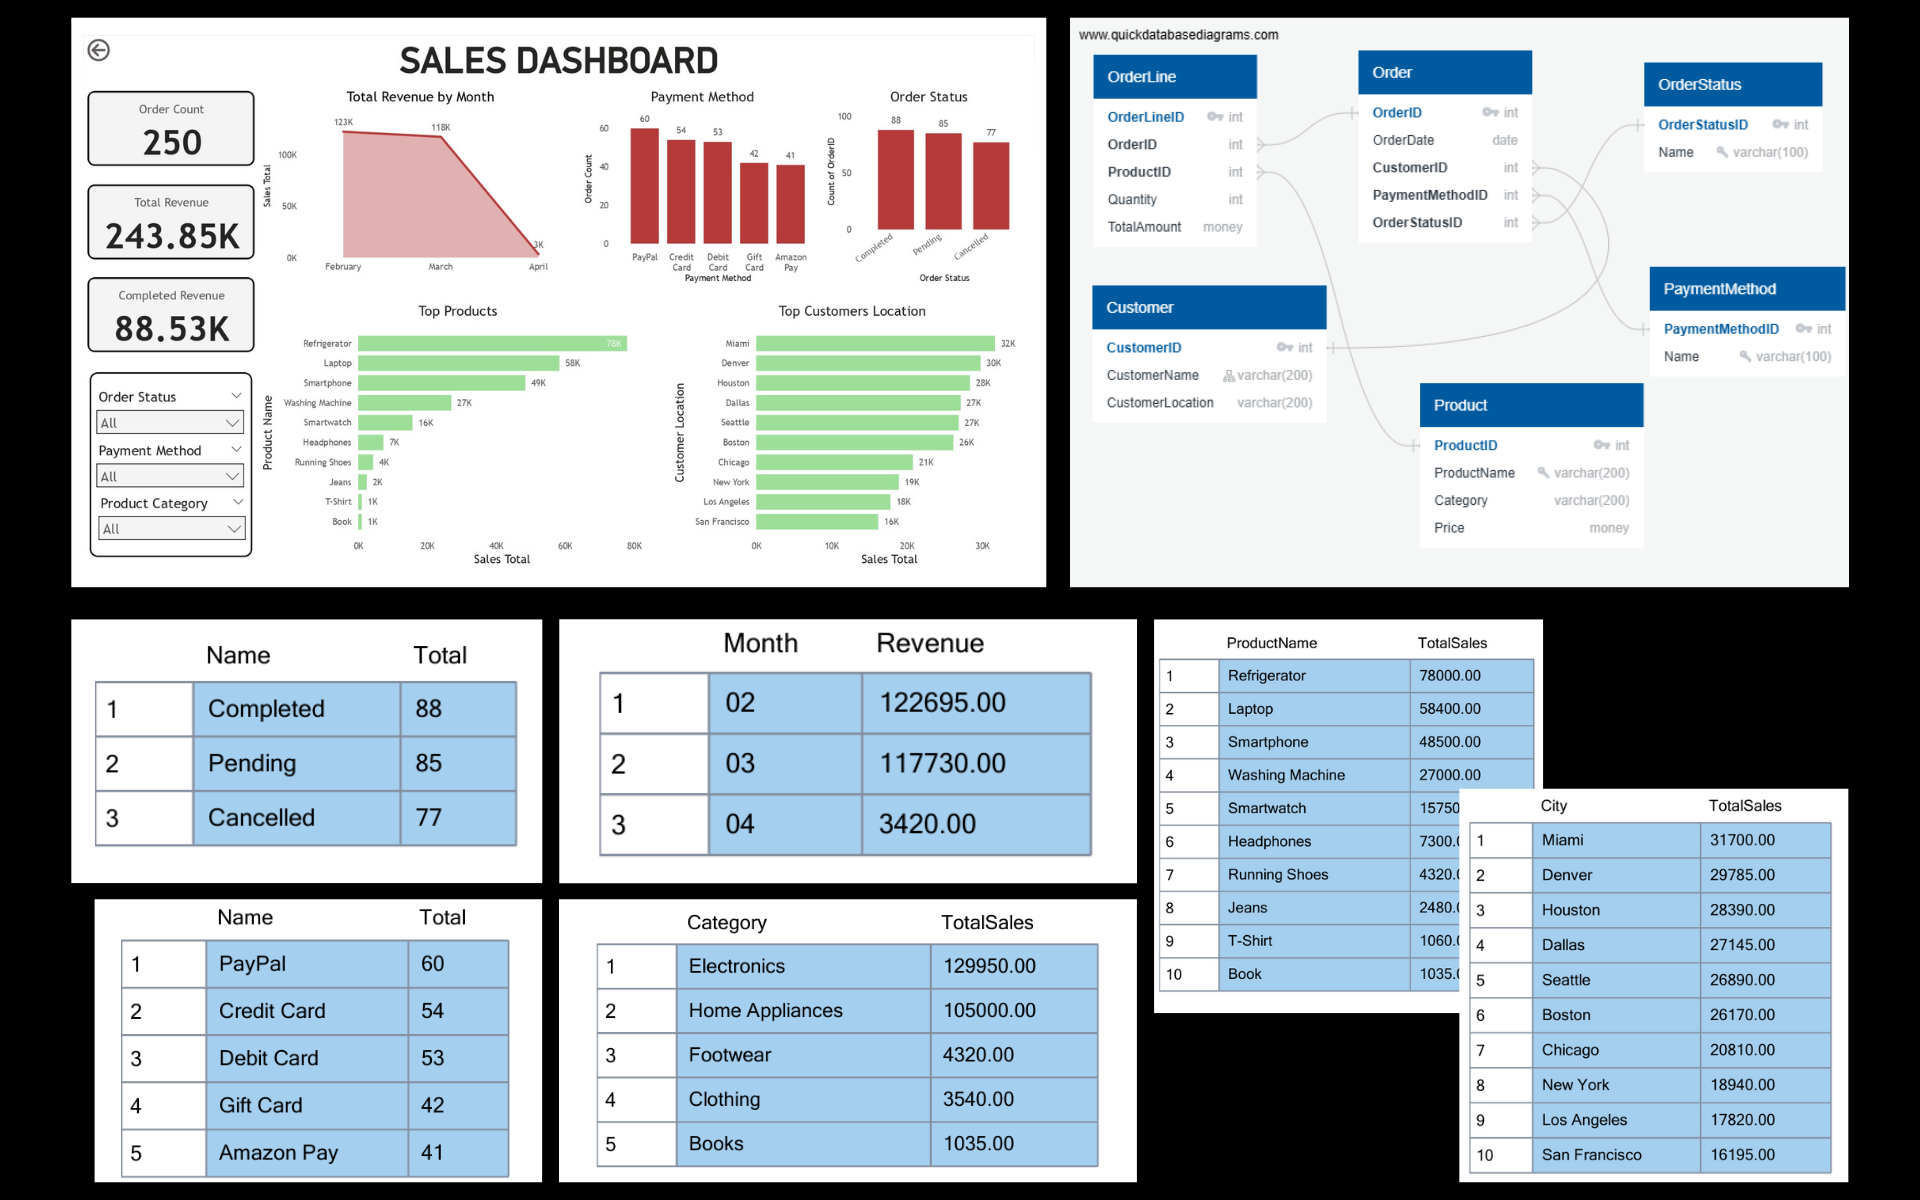 SALES DASHBOARD
Order Count
250
Total Revenue
243.85K
Completed Revenue
88.53K
Order Status
All
Payment Method
All
Product Category
All
Total Revenue by Month
Sales Total
100K
50K
0K
123K
118K
3K
February
March
April
Payment Method
Order Count
60
40
20
0
60
54
53
42
41
PayPal
Credit
Card
Debit
Card
Gift
Card
Amazon
Pay
Payment Method
Order Status
Count of OrderID
100
50
0
88
85
77
Completed
Pending
Cancelled
Order Status
Top Products
Product Name
Refrigerator 78K
Laptop 58K
Smartphone 49K
Washing Machine 27K
Smartwatch 16K
Headphones 7K
Running Shoes 4K
Jeans 2K
T-Shirt 1K
Book 1K
0K 20K 40K 60K 80K
Sales Total
Top Customers Location
Customer Location
Miami 32K
Denver 30K
Houston 28K
Dallas 27K
Seattle 27K
Boston 26K
Chicago 21K
New York 19K
Los Angeles 18K
San Francisco 16K
0K 10K 20K 30K
Sales Total
www.quickdatabasediagrams.com
OrderLine
OrderLineID int
OrderID int
ProductID int
Quantity int
TotalAmount money
Order
OrderID int
OrderDate date
CustomerID int
PaymentMethodID int
OrderStatusID int
OrderStatus
OrderStatusID int
Name varchar(100)
Customer
CustomerID int
CustomerName varchar(200)
CustomerLocation varchar(200)
PaymentMethod
PaymentMethodID int
Name varchar(100)
Product
ProductID int
ProductName varchar(200)
Category varchar(200)
Price money
Name Total
1 Completed 88
2 Pending 85
3 Cancelled 77
Month Revenue
1 02 122695.00
2 03 117730.00
3 04 3420.00
ProductName TotalSales
1 Refrigerator 78000.00
2 Laptop 58400.00
3 Smartphone 48500.00
4 Washing Machine 27000.00
5 Smartwatch 15750
6 Headphones 7300.
7 Running Shoes 4320.
8 Jeans 2480.
9 T-Shirt 1060.
10 Book 1035.
City TotalSales
1 Miami 31700.00
2 Denver 29785.00
3 Houston 28390.00
4 Dallas 27145.00
5 Seattle 26890.00
6 Boston 26170.00
7 Chicago 20810.00
8 New York 18940.00
9 Los Angeles 17820.00
10 San Francisco 16195.00
Name Total
1 PayPal 60
2 Credit Card 54
3 Debit Card 53
4 Gift Card 42
5 Amazon Pay 41
Category TotalSales
1 Electronics 129950.00
2 Home Appliances 105000.00
3 Footwear 4320.00
4 Clothing 3540.00
5 Books 1035.00